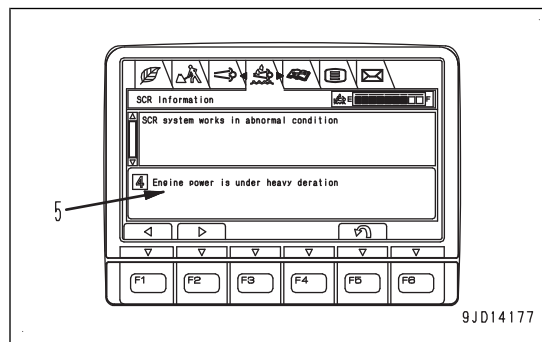 SCR Information
E F
SCR system works in abnormal condition
4 Engine power is under heavy deration
5
F1 F2 F3 F4 F5 F6
9JD14177